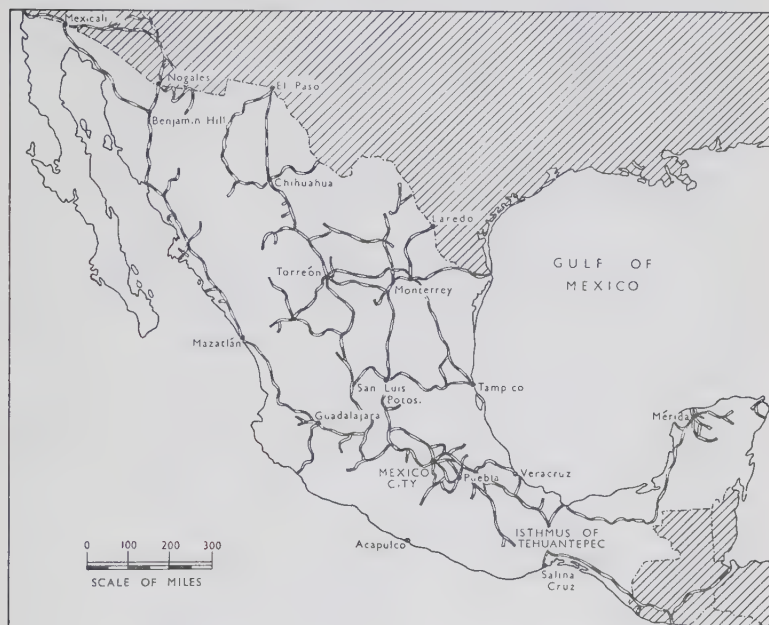 Mexicali
Nogales
El Paso
Benjamin Hill
Chihuahua
Laredo
GULF OF
MEXICO
Torreón
Monterrey
Mazatlán
San Luis
Potos.
Tampico
Guadalajara
Mérida
MEXICO
CITY
Puebla
Veracruz
ISTHMUS OF
TEHUANTEPEC
Acapulco
Salina
Cruz
0 100 200 300
SCALE OF MILES